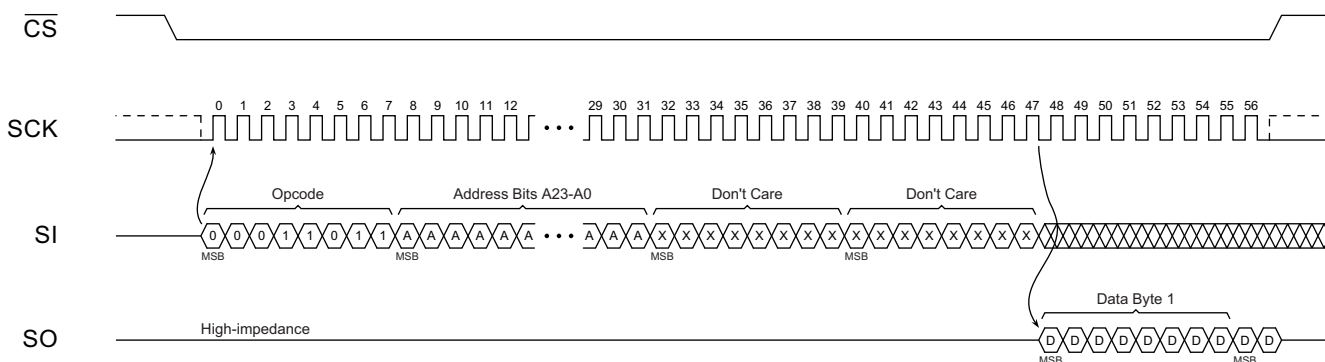 CS
0 1 2 3 4 5 6 7 8 9 10 11 12 29 30 31 32 33 34 35 36 37 38 39 40 41 42 43 44 45 46 47 48 49 50 51 52 53 54 55 56
SCK
Opcode Address Bits A23-A0 Don't Care Don't Care
SI 0 0 0 1 1 0 1 1 A A A A A A A A A X X X X X X X X X X X X X X X X
MSB MSB MSB MSB
Data Byte 1
High-impedance
SO D D D D D D D D D D
MSB MSB